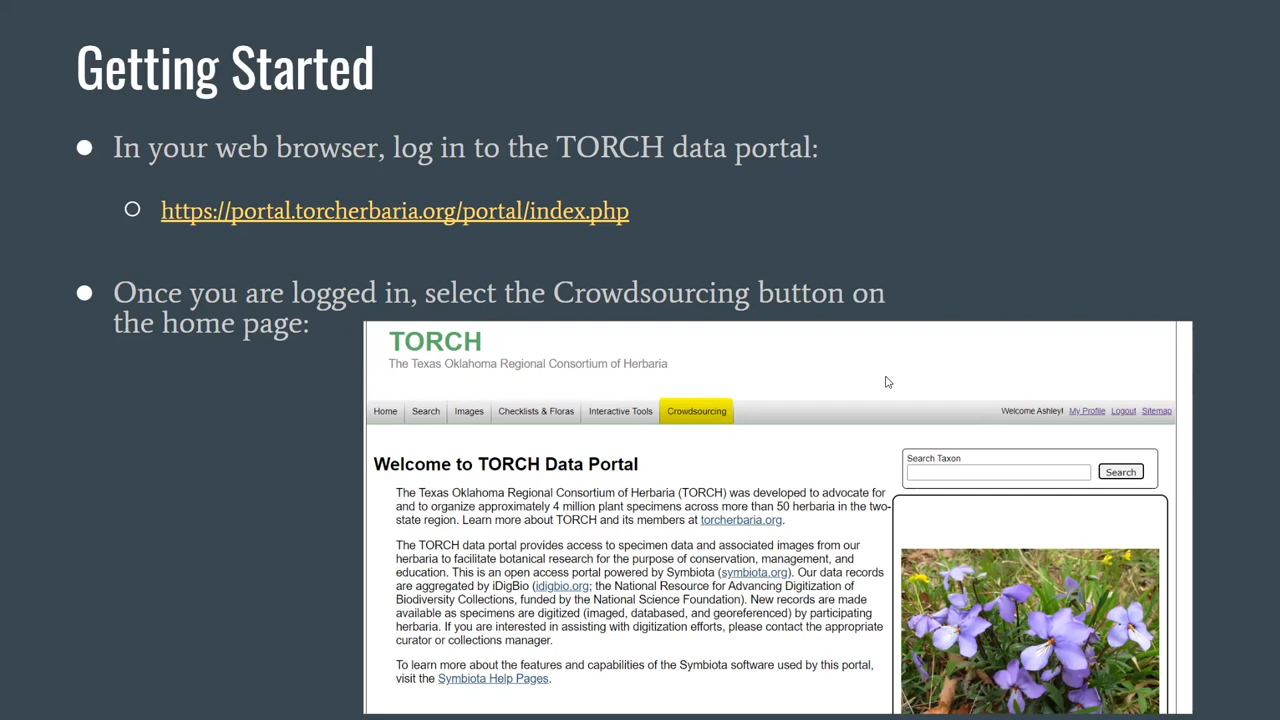 Getting Started
● In your web browser, log in to the TORCH data portal:
○ https://portal.torcherbaria.org/portal/index.php
● Once you are logged in, select the Crowdsourcing button on
the home page:
TORCH
The Texas Oklahoma Regional Consortium of Herbaria
Home Search Images Checklists & Floras Interactive Tools Crowdsourcing Welcome Ashley! My Profile Logout Sitemap
Welcome to TORCH Data Portal
The Texas Oklahoma Regional Consortium of Herbaria (TORCH) was developed to advocate for
and to organize approximately 4 million plant specimens across more than 50 herbaria in the two-
state region. Learn more about TORCH and its members at torcherbaria.org.
The TORCH data portal provides access to specimen data and associated images from our
herbaria to facilitate botanical research for the purpose of conservation, management, and
education. This is an open access portal powered by Symbiota (symbiota.org). Our data records
are aggregated by iDigBio (idigbio.org; the National Resource for Advancing Digitization of
Biodiversity Collections, funded by the National Science Foundation). New records are made
available as specimens are digitized (imaged, databased, and georeferenced) by participating
herbaria. If you are interested in assisting with digitization efforts, please contact the appropriate
curator or collections manager.
To learn more about the features and capabilities of the Symbiota software used by this portal,
visit the Symbiota Help Pages.
Search Taxon
Search